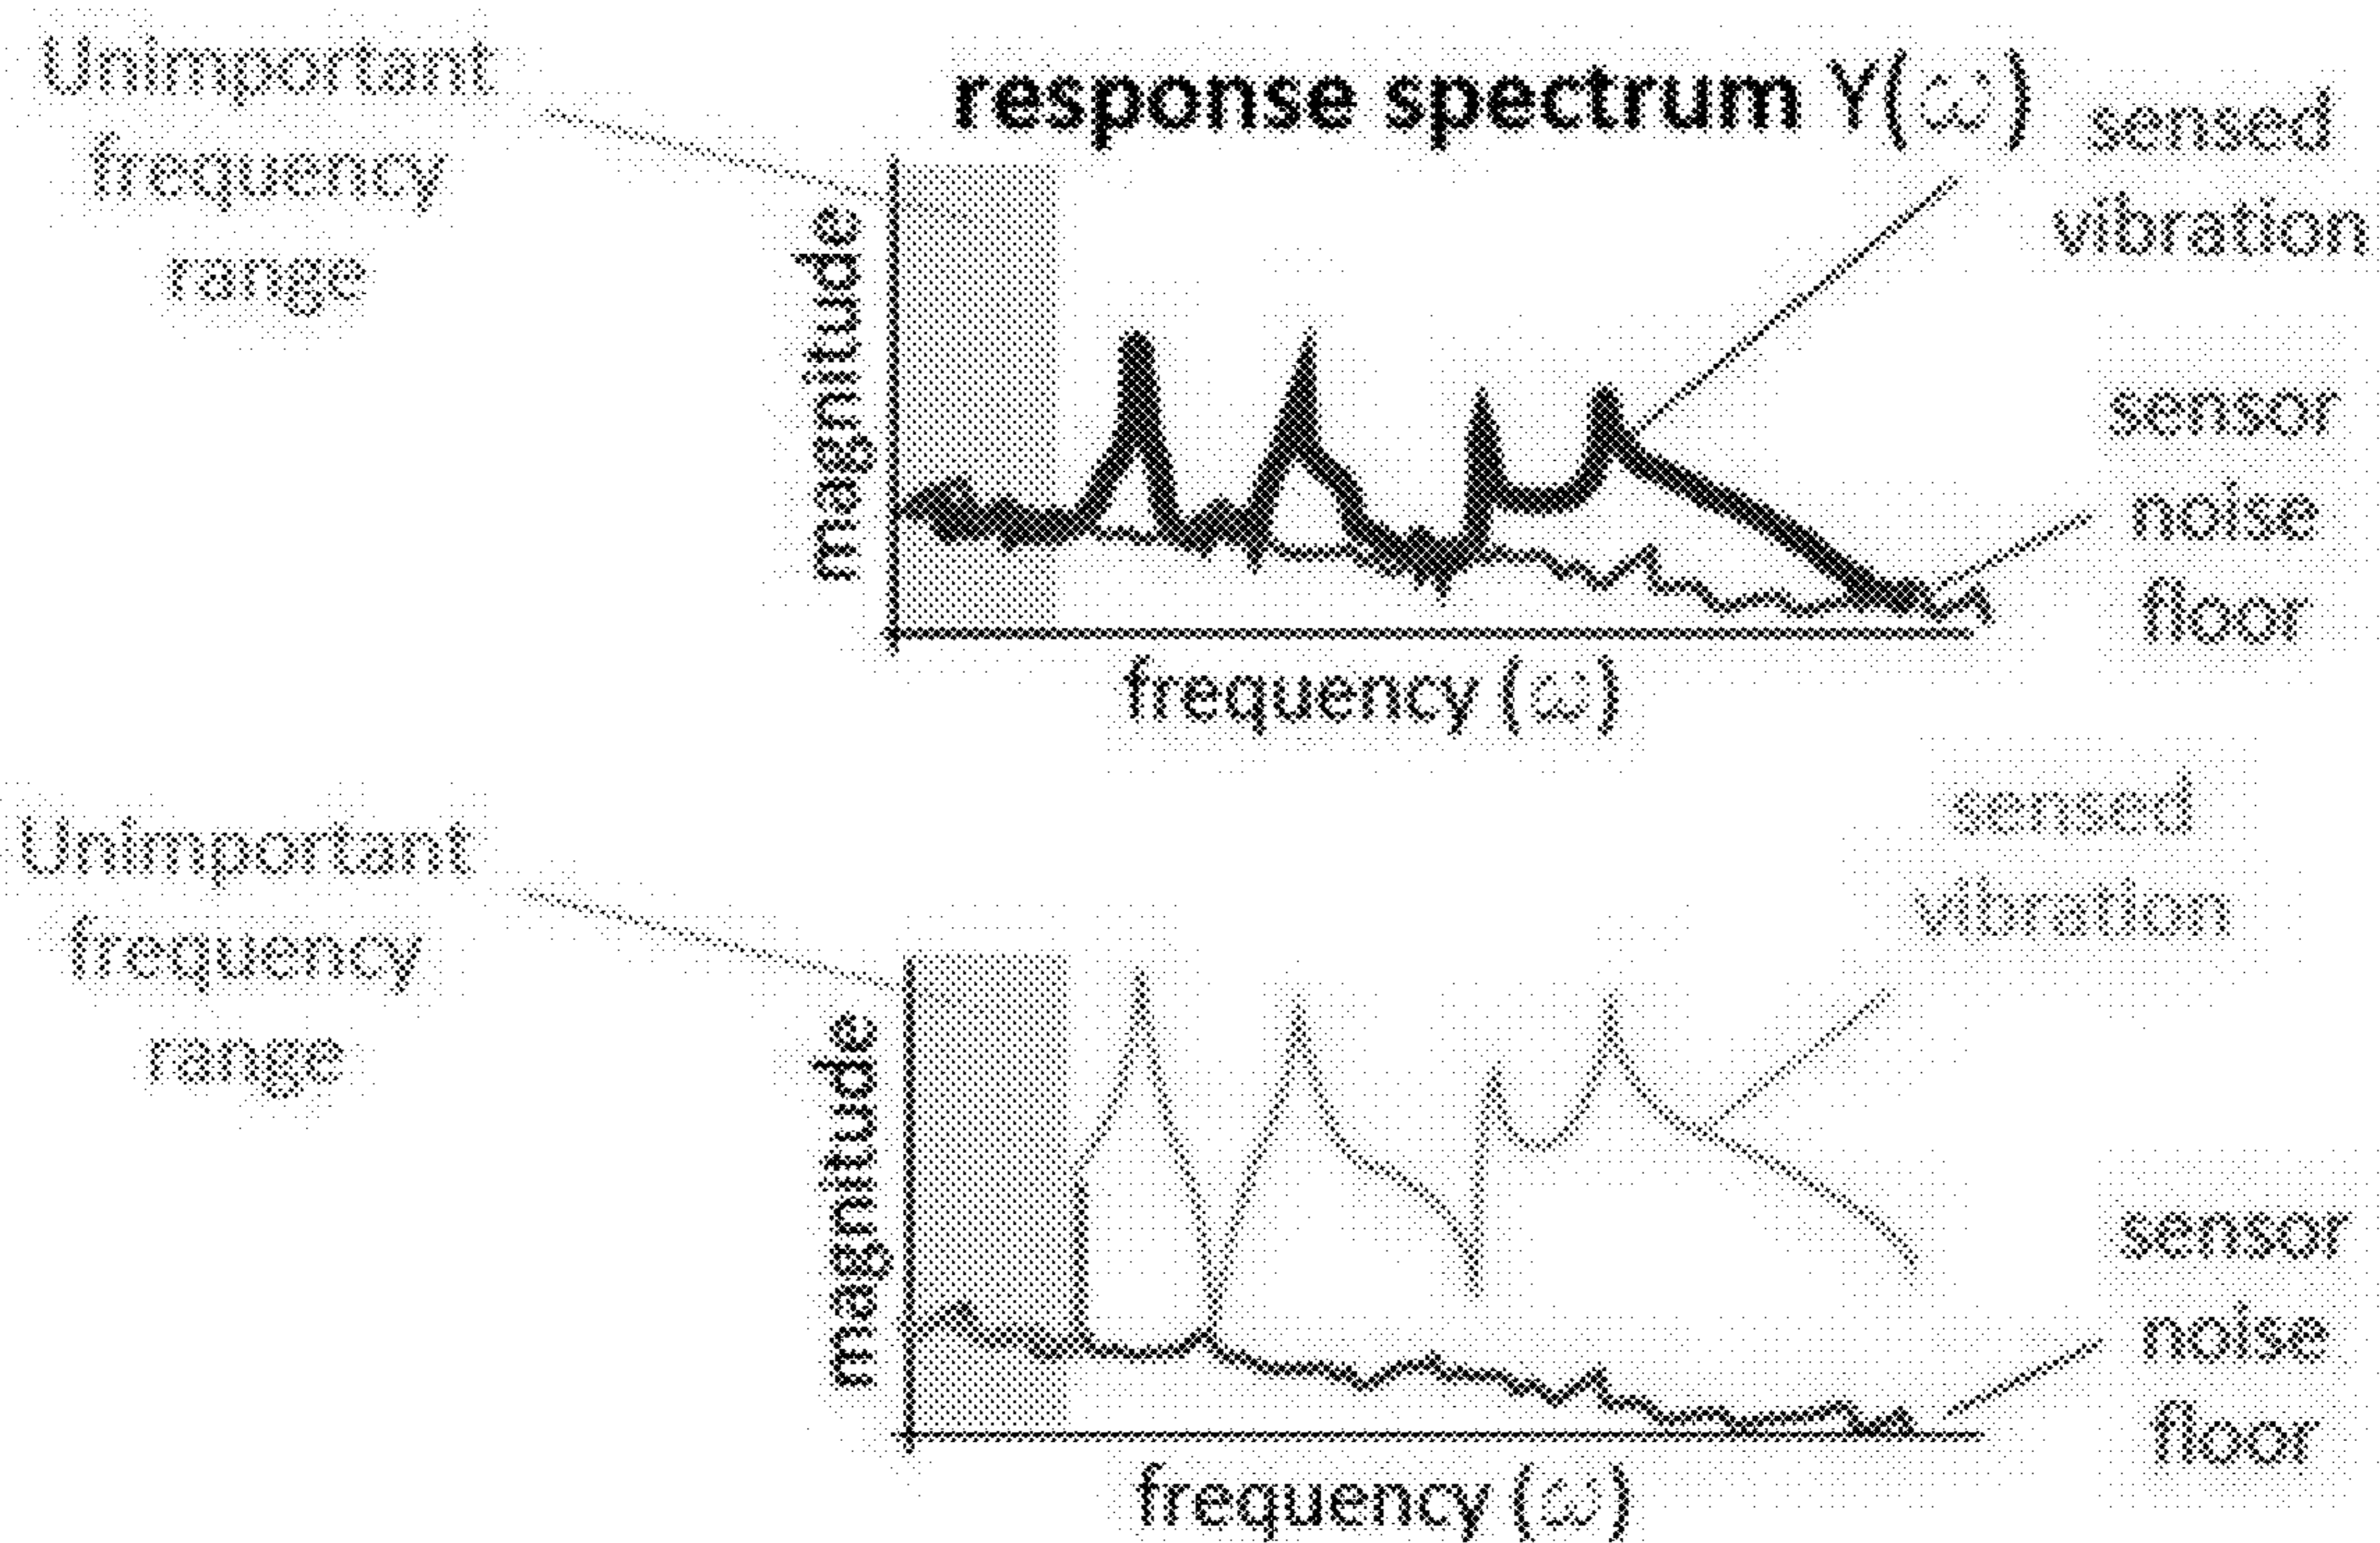 Unimportant
frequency
range
response spectrum Y(ω)
sensed
vibration
magnitude
sensor
noise
floor
frequency (ω)
Unimportant
frequency
range
sensed
vibration
magnitude
sensor
noise
floor
frequency (ω)